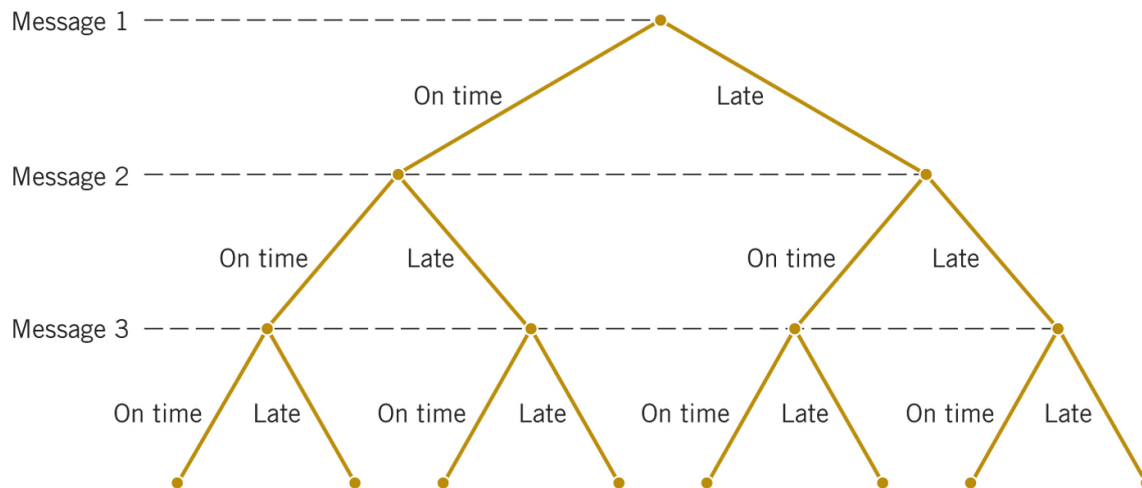 Message 1
On time Late
Message 2
On time Late On time Late
Message 3
On time Late On time Late On time Late On time Late